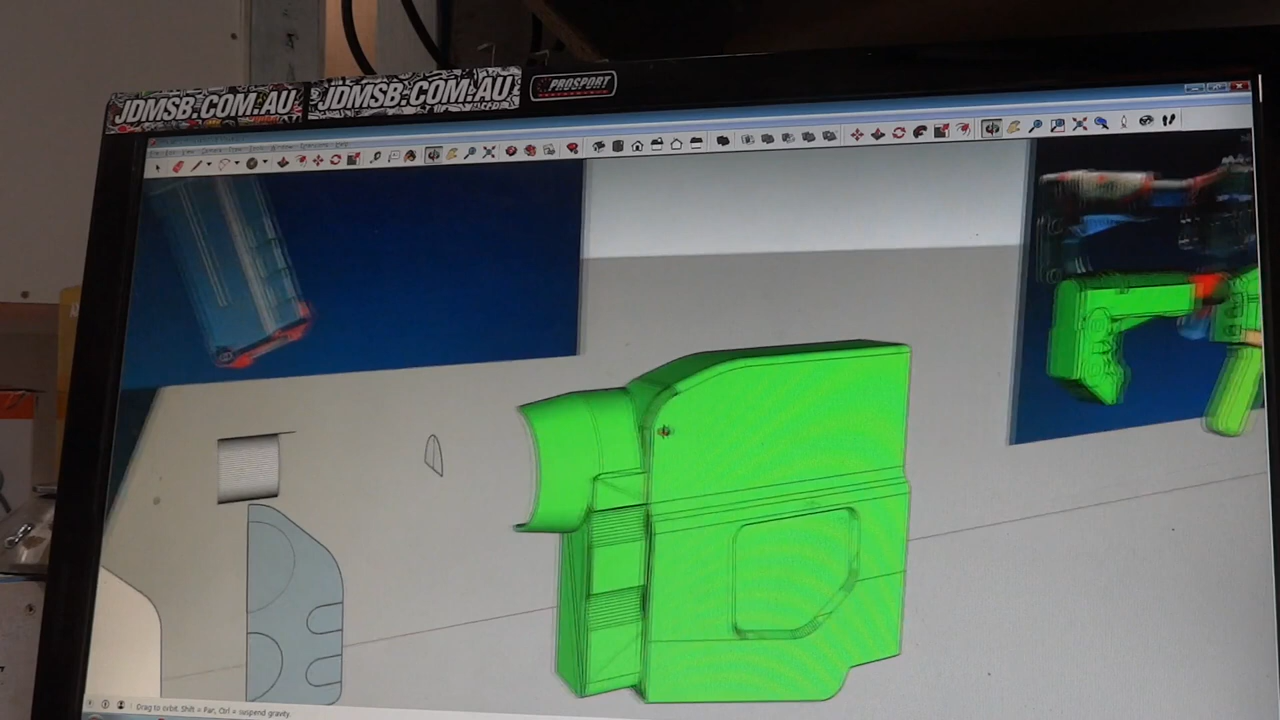 JDMSB.COM.AU
JDMSB.COM.AU
PROSPORT
Drag to orbit. Shift = Pan, Ctrl = suspend gravity.